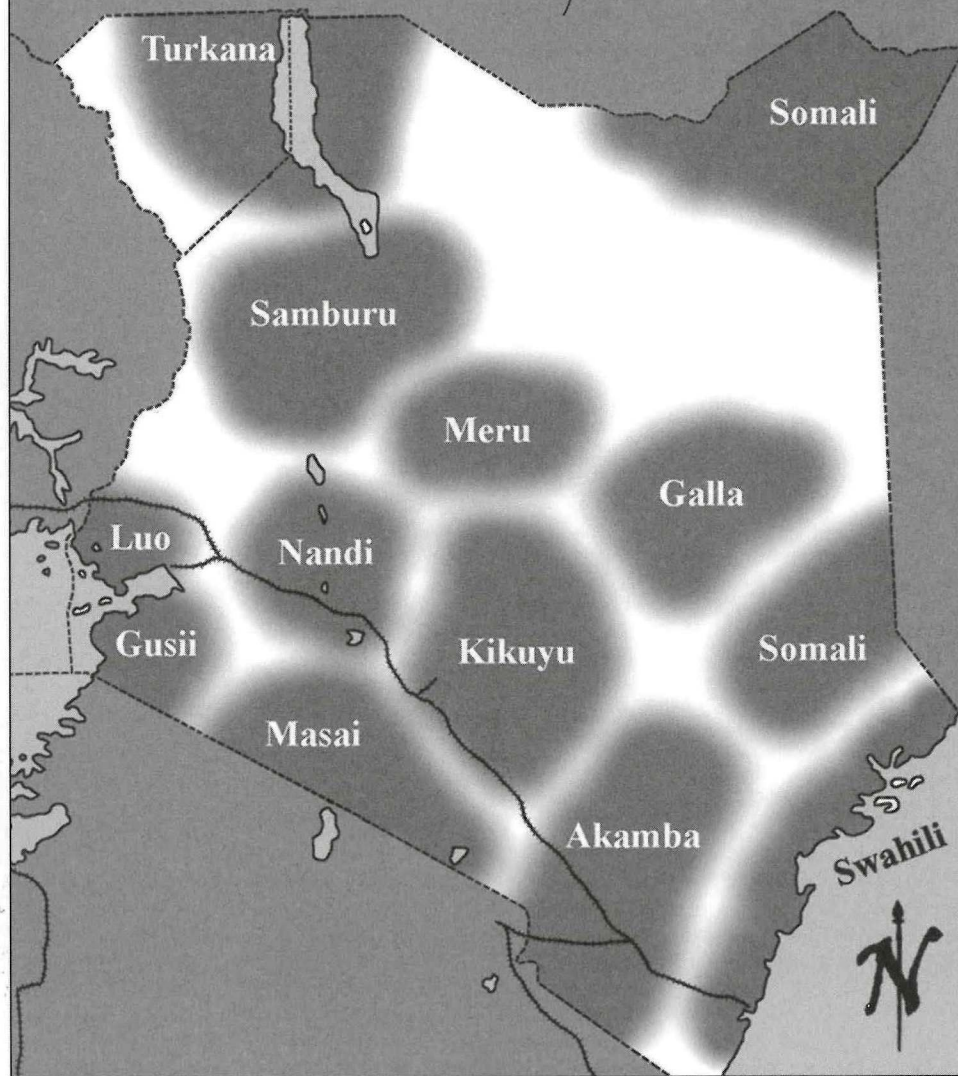 Turkana
Somali
Samburu
Meru
Galla
Luo
Nandi
Gusii
Kikuyu
Somali
Masai
Akamba
Swahili
N